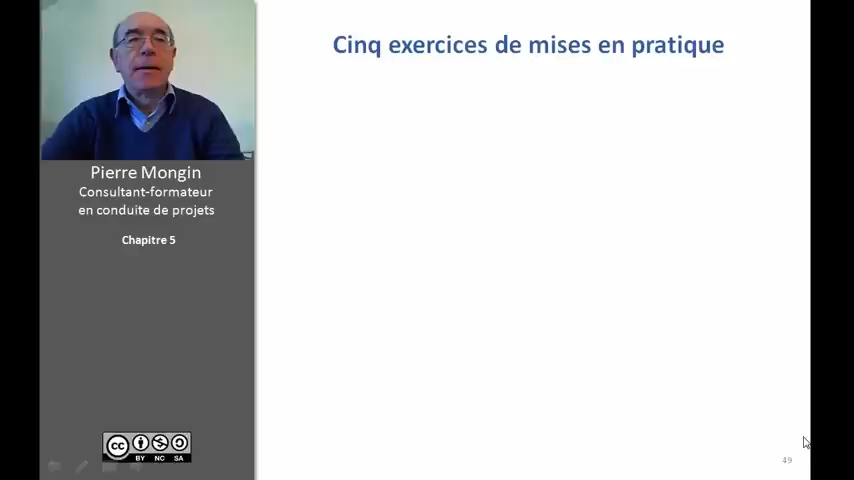 Cinq exercices de mises en pratique
Pierre Mongin
Consultant-formateur
en conduite de projets
Chapitre 5
cc
BY NC SA
49